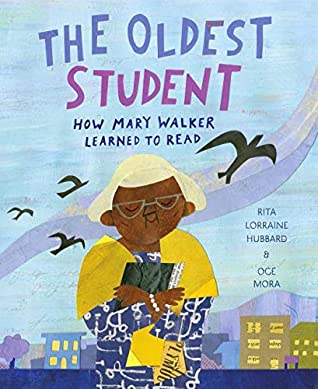 THE OLDEST
STUDENT
HOW MARY WALKER
LEARNED TO READ
RITA
LORRAINE
HUBBARD
&
OGE
MORA